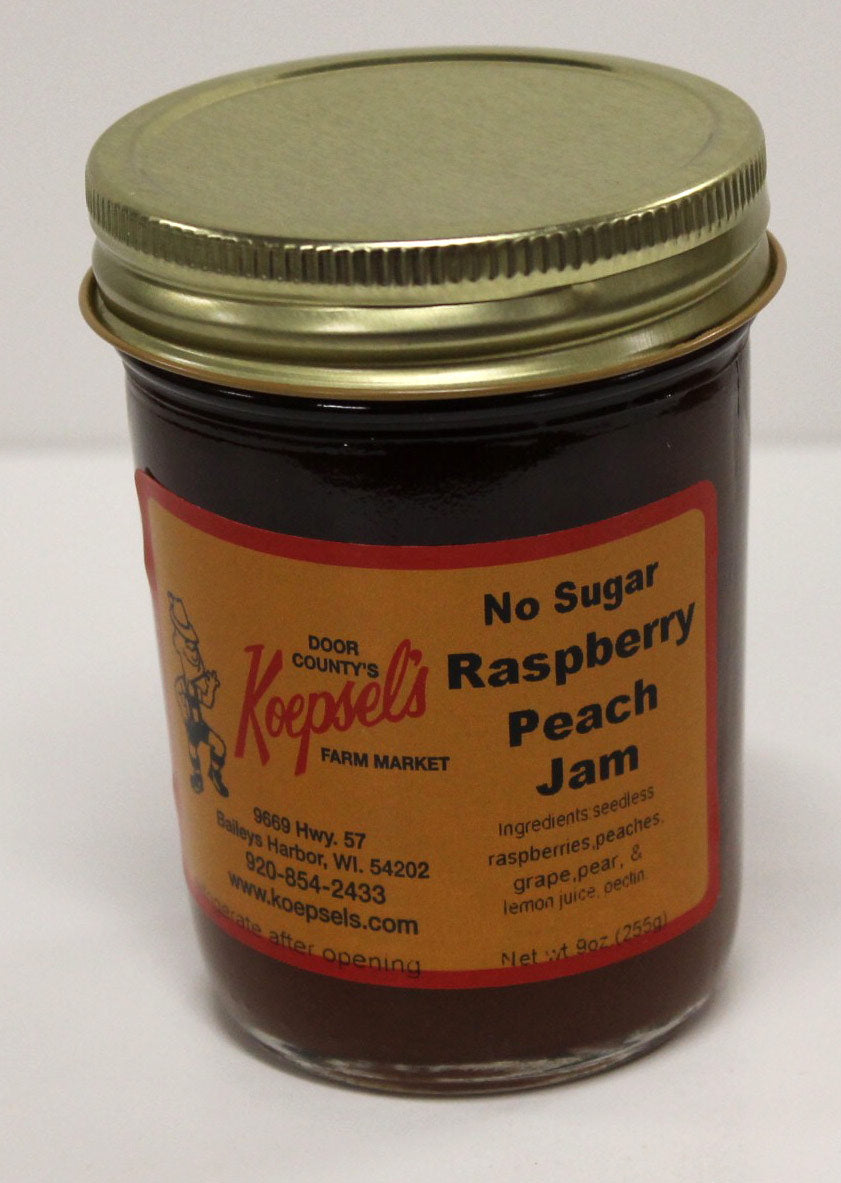 DOOR
COUNTY'S
Koepsel's
FARM MARKET
9669 Hwy. 57
Baileys Harbor, WI. 54202
920-854-2433
www.koepsels.com
after opening
No Sugar
Raspberry
Peach
Jam
Ingredients:seedless
raspberries,peaches,
grape,pear, &
lemon juice, pectin.
Net wt.9oz.(255g)